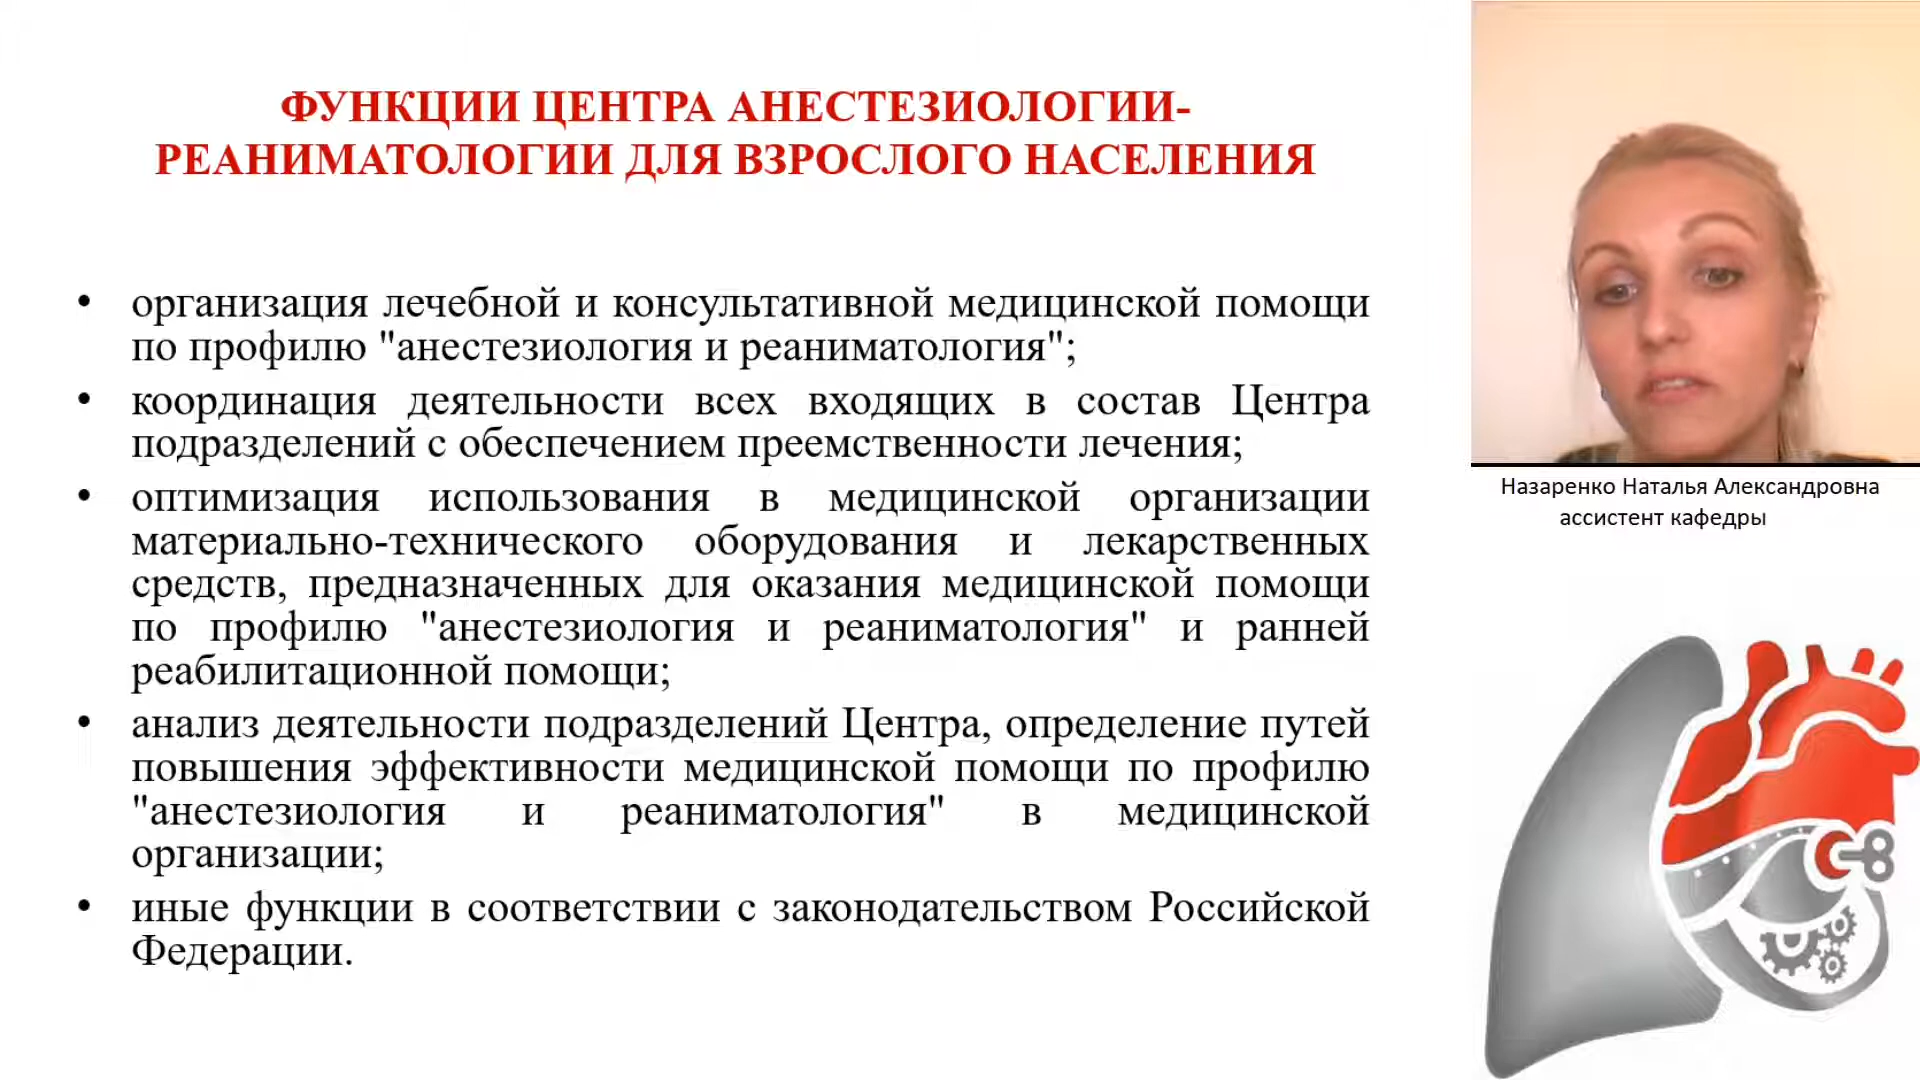 ФУНКЦИИ ЦЕНТРА АНЕСТЕЗИОЛОГИИ-
РЕАНИМАТОЛОГИИ ДЛЯ ВЗРОСЛОГО НАСЕЛЕНИЯ
• организация лечебной и консультативной медицинской помощи
по профилю "анестезиология и реаниматология";
• координация деятельности всех входящих в состав Центра
подразделений с обеспечением преемственности лечения;
• оптимизация использования в медицинской организации
материально-технического оборудования и лекарственных
средств, предназначенных для оказания медицинской помощи
по профилю "анестезиология и реаниматология" и ранней
реабилитационной помощи;
• анализ деятельности подразделений Центра, определение путей
повышения эффективности медицинской помощи по профилю
"анестезиология и реаниматология" в медицинской
организации;
• иные функции в соответствии с законодательством Российской
Федерации.
Назаренко Наталья Александровна
ассистент кафедры